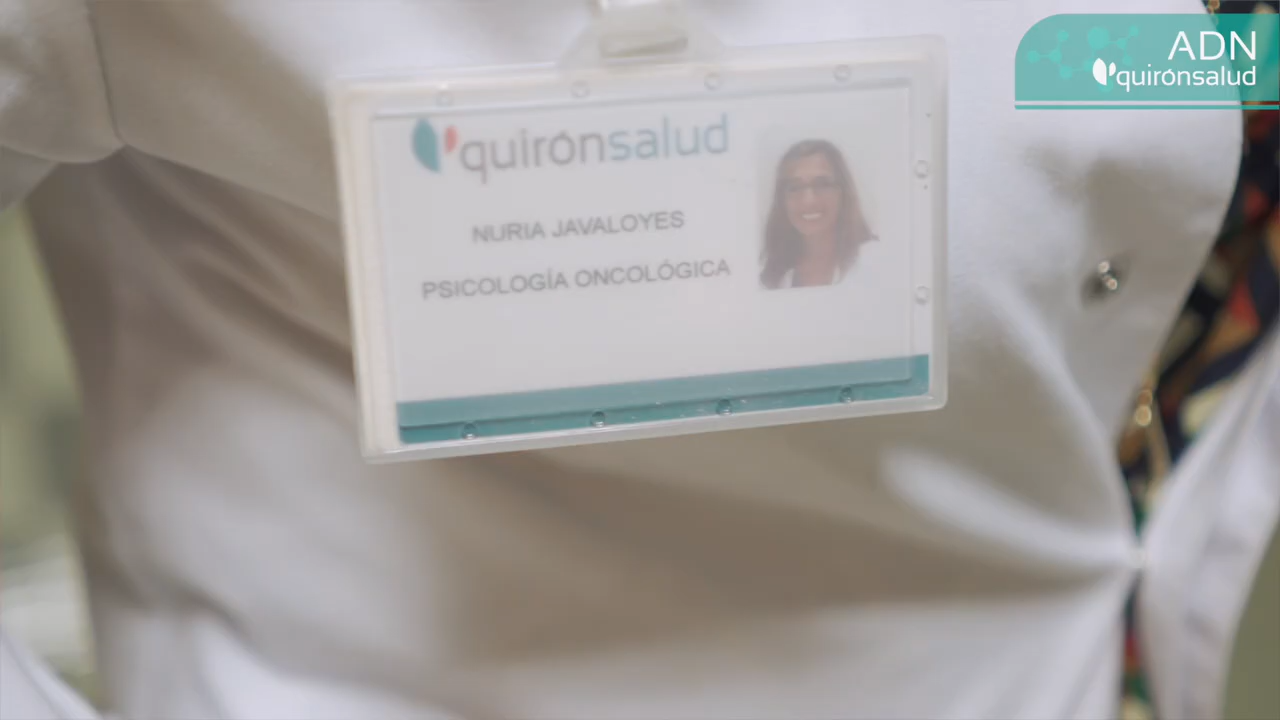 ADN
quirónsalud
quirónsalud
NURIA JAVALOYES
PSICOLOGÍA ONCOLÓGICA